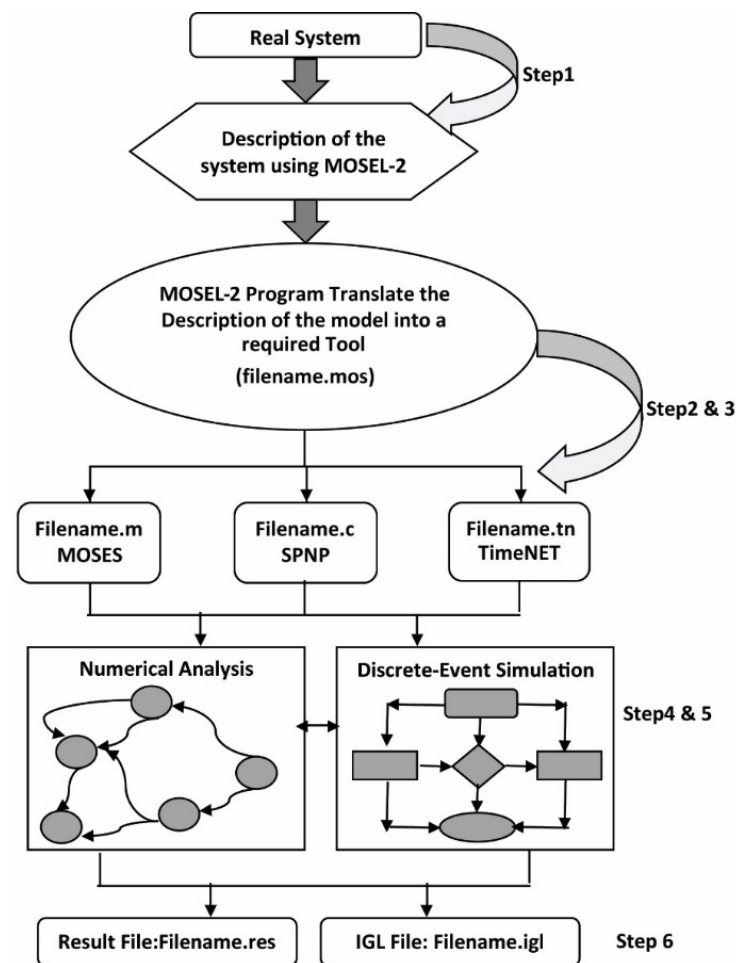 Real System
Step1
Description of the
system using MOSEL-2
MOSEL-2 Program Translate the
Description of the model into a
required Tool
(filename.mos)
Step2 & 3
Filename.m
MOSES
Filename.c
SPNP
Filename.tn
TimeNET
Numerical Analysis
Discrete-Event Simulation
Step4 & 5
Result File:Filename.res
IGL File: Filename.igl
Step 6